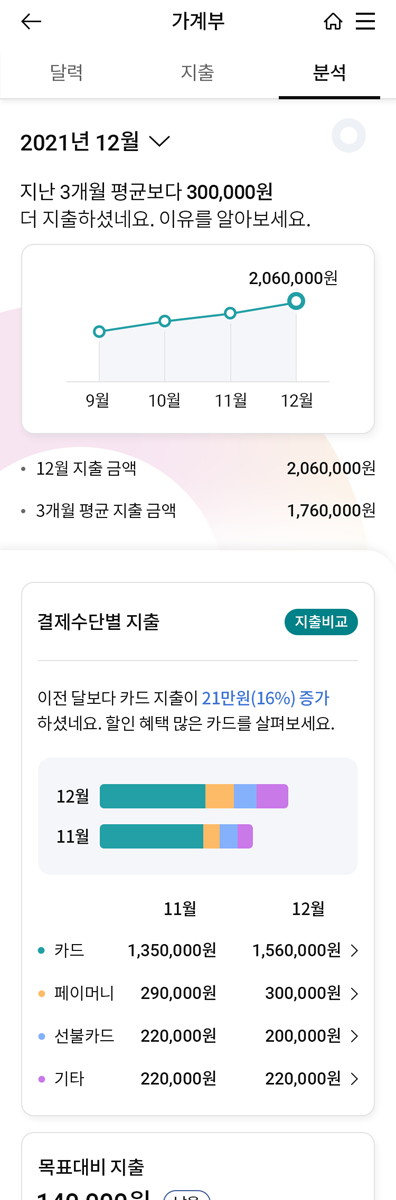 가계부
달력 지출 분석
2021년 12월
지난 3개월 평균보다 300,000원
더 지출하셨네요. 이유를 알아보세요.
2,060,000원
9월 10월 11월 12월
• 12월 지출 금액 2,060,000원
• 3개월 평균 지출 금액 1,760,000원
결제수단별 지출 지출비교
이전 달보다 카드 지출이 21만원(16%) 증가
하셨네요. 할인 혜택 많은 카드를 살펴보세요.
12월
11월
11월 12월
카드 1,350,000원 1,560,000원
페이머니 290,000원 300,000원
선불카드 220,000원 200,000원
기타 220,000원 220,000원
목표대비 지출